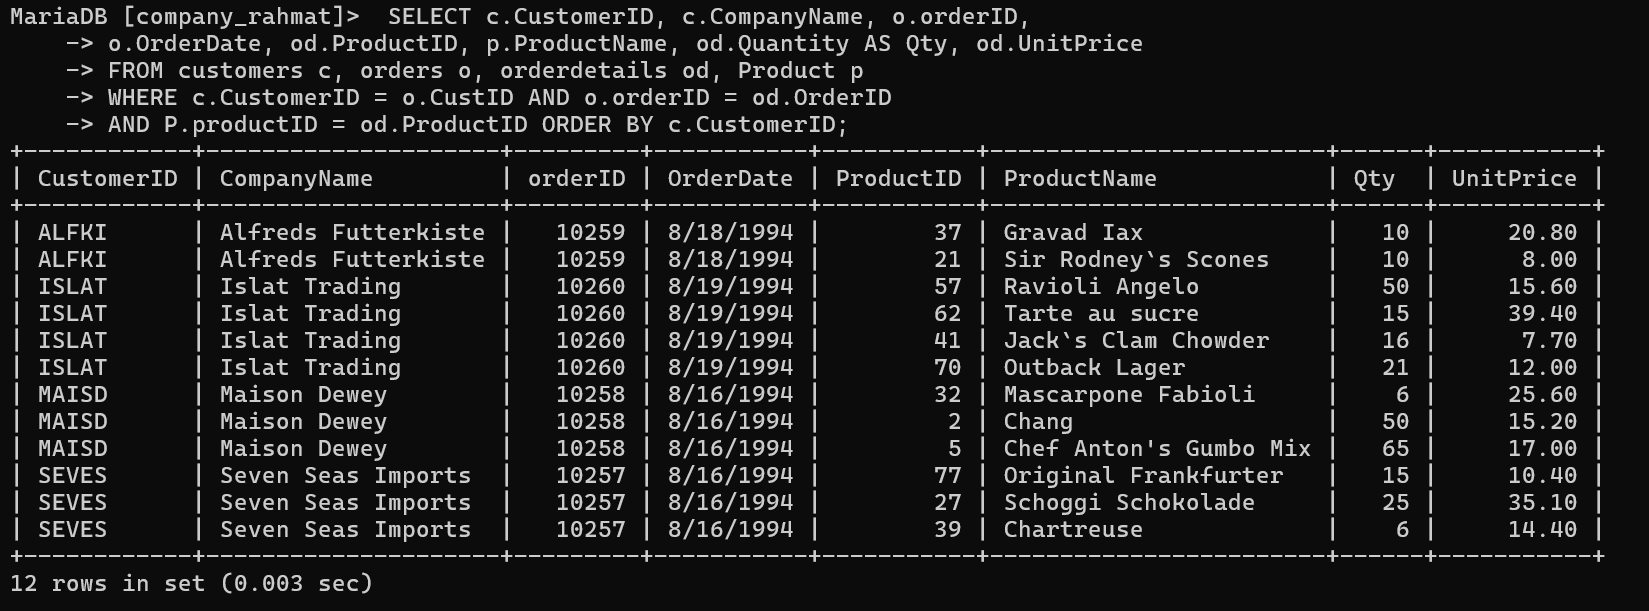 MariaDB [company_rahmat]>  SELECT c.CustomerID, c.CompanyName, o.orderID,
    -> o.OrderDate, od.ProductID, p.ProductName, od.Quantity AS Qty, od.UnitPrice
    -> FROM customers c, orders o, orderdetails od, Product p
    -> WHERE c.CustomerID = o.CustID AND o.orderID = od.OrderID
    -> AND P.productID = od.ProductID ORDER BY c.CustomerID;
+------------+---------------------+----------+-----------+-----------+------------------------+------+-----------+
| CustomerID | CompanyName         | orderID | OrderDate | ProductID | ProductName            | Qty  | UnitPrice |
+------------+---------------------+----------+-----------+-----------+------------------------+------+-----------+
| ALFKI      | Alfreds Futterkiste |   10259 | 8/18/1994 |        37 | Gravad Iax             |   10 |     20.80 |
| ALFKI      | Alfreds Futterkiste |   10259 | 8/18/1994 |        21 | Sir Rodney`s Scones    |   10 |      8.00 |
| ISLAT      | Islat Trading       |   10260 | 8/19/1994 |        57 | Ravioli Angelo         |   50 |     15.60 |
| ISLAT      | Islat Trading       |   10260 | 8/19/1994 |        62 | Tarte au sucre         |   15 |     39.40 |
| ISLAT      | Islat Trading       |   10260 | 8/19/1994 |        41 | Jack`s Clam Chowder    |   16 |      7.70 |
| ISLAT      | Islat Trading       |   10260 | 8/19/1994 |        70 | Outback Lager          |   21 |     12.00 |
| MAISD      | Maison Dewey        |   10258 | 8/16/1994 |        32 | Mascarpone Fabioli     |    6 |     25.60 |
| MAISD      | Maison Dewey        |   10258 | 8/16/1994 |         2 | Chang                  |   50 |     15.20 |
| MAISD      | Maison Dewey        |   10258 | 8/16/1994 |         5 | Chef Anton's Gumbo Mix |   65 |     17.00 |
| SEVES      | Seven Seas Imports  |   10257 | 8/16/1994 |        77 | Original Frankfurter   |   15 |     10.40 |
| SEVES      | Seven Seas Imports  |   10257 | 8/16/1994 |        27 | Schoggi Schokolade     |   25 |     35.10 |
| SEVES      | Seven Seas Imports  |   10257 | 8/16/1994 |        39 | Chartreuse             |    6 |     14.40 |
+------------+---------------------+----------+-----------+-----------+------------------------+------+-----------+
12 rows in set (0.003 sec)